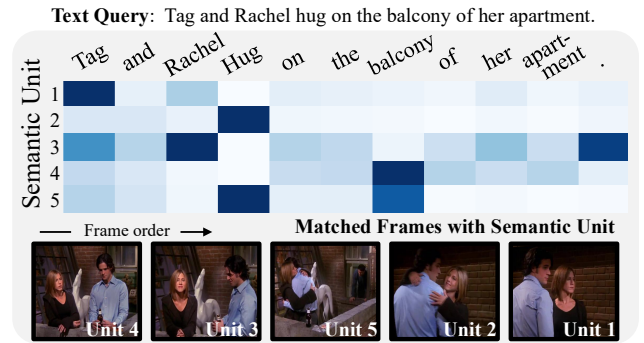 Text Query: Tag and Rachel hug on the balcony of her apartment.
Semantic Unit
Tag and Rachel Hug on the balcony of her apart-
ment .
1
2
3
4
5
Frame order
Matched Frames with Semantic Unit
Unit 4 Unit 3 Unit 5 Unit 2 Unit 1